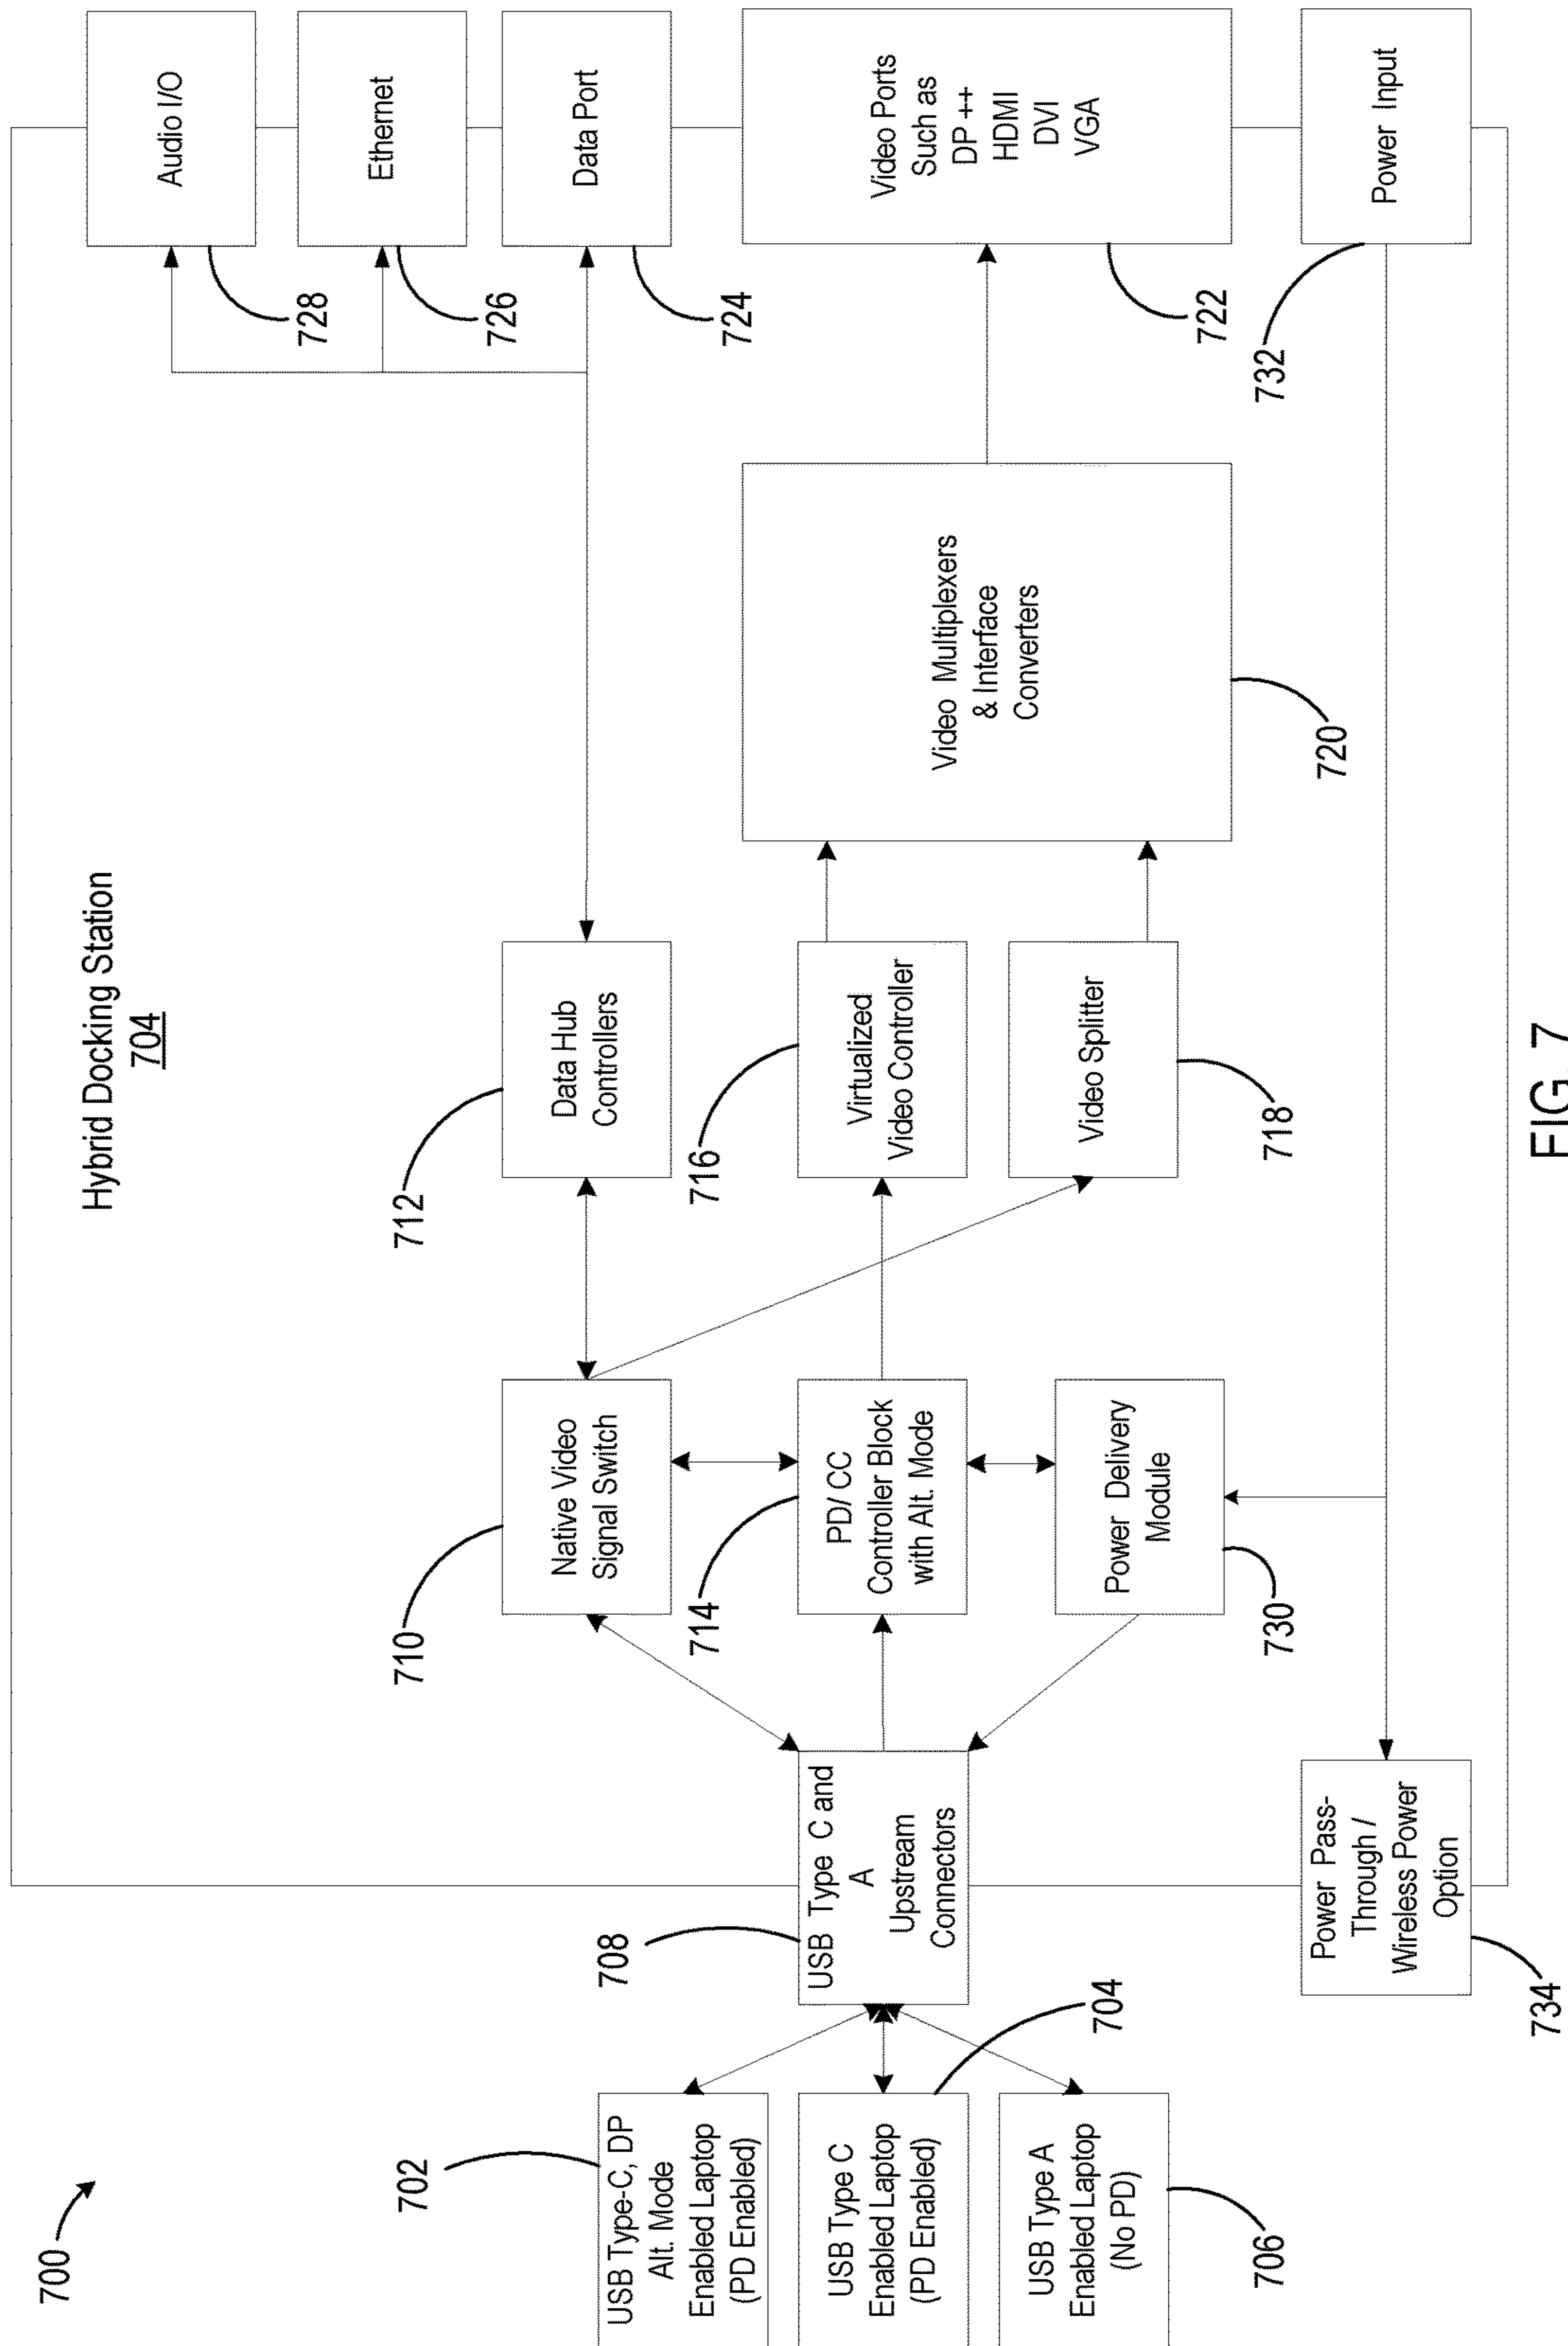 700
Hybrid Docking Station
704
USB Type-C, DP
Alt. Mode
Enabled Laptop
(PD Enabled)
702
USB Type C
Enabled Laptop
(PD Enabled)
704
USB Type A
Enabled Laptop
(No PD)
706
USB Type C and
A
Upstream
Connectors
708
Power Pass-
Through /
Wireless Power
Option
734
Native Video
Signal Switch
710
PD/ CC
Controller Block
with Alt. Mode
714
Power Delivery
Module
730
Data Hub
Controllers
712
Virtualized
Video Controller
716
Video Splitter
718
Video Multiplexers
& Interface
Converters
720
Audio I/O
728
Ethernet
726
Data Port
724
Video Ports
Such as
DP ++
HDMI
DVI
VGA
722
Power Input
732
FIG. 7